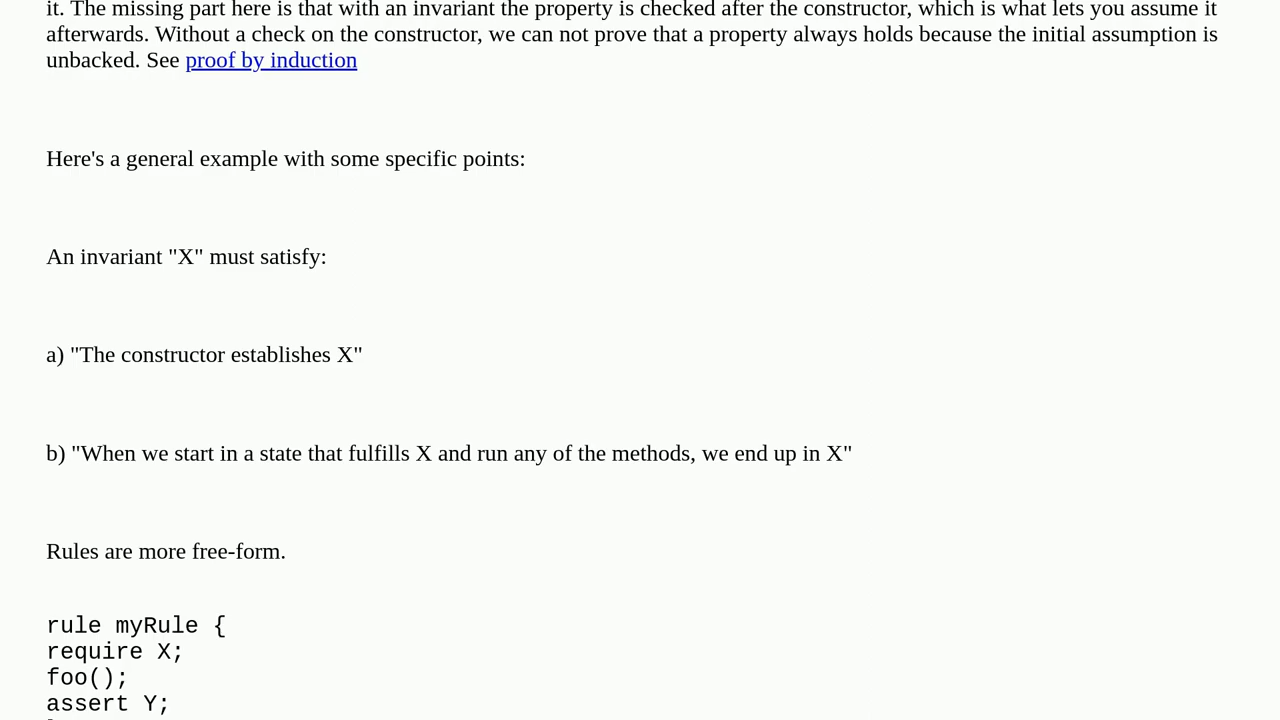 it. The missing part here is that with an invariant the property is checked after the constructor, which is what lets you assume it
afterwards. Without a check on the constructor, we can not prove that a property always holds because the initial assumption is
unbacked. See proof by induction
Here's a general example with some specific points:
An invariant "X" must satisfy:
a) "The constructor establishes X"
b) "When we start in a state that fulfills X and run any of the methods, we end up in X"
Rules are more free-form.
rule myRule {
require X;
foo();
assert Y;